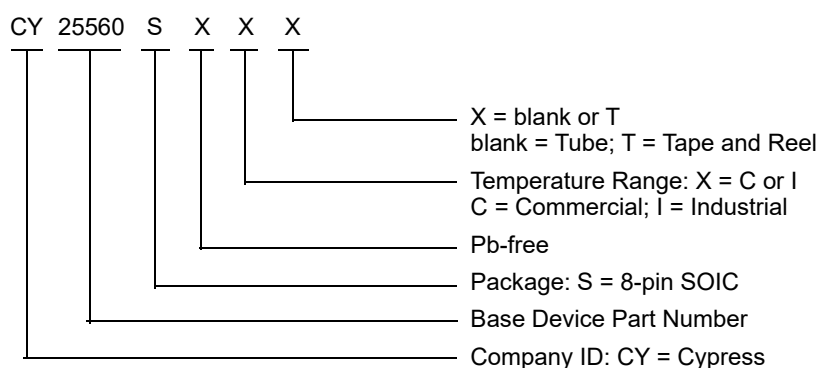 CY 25560 S X X X
X = blank or T
blank = Tube; T = Tape and Reel
Temperature Range: X = C or I
C = Commercial; I = Industrial
Pb-free
Package: S = 8-pin SOIC
Base Device Part Number
Company ID: CY = Cypress